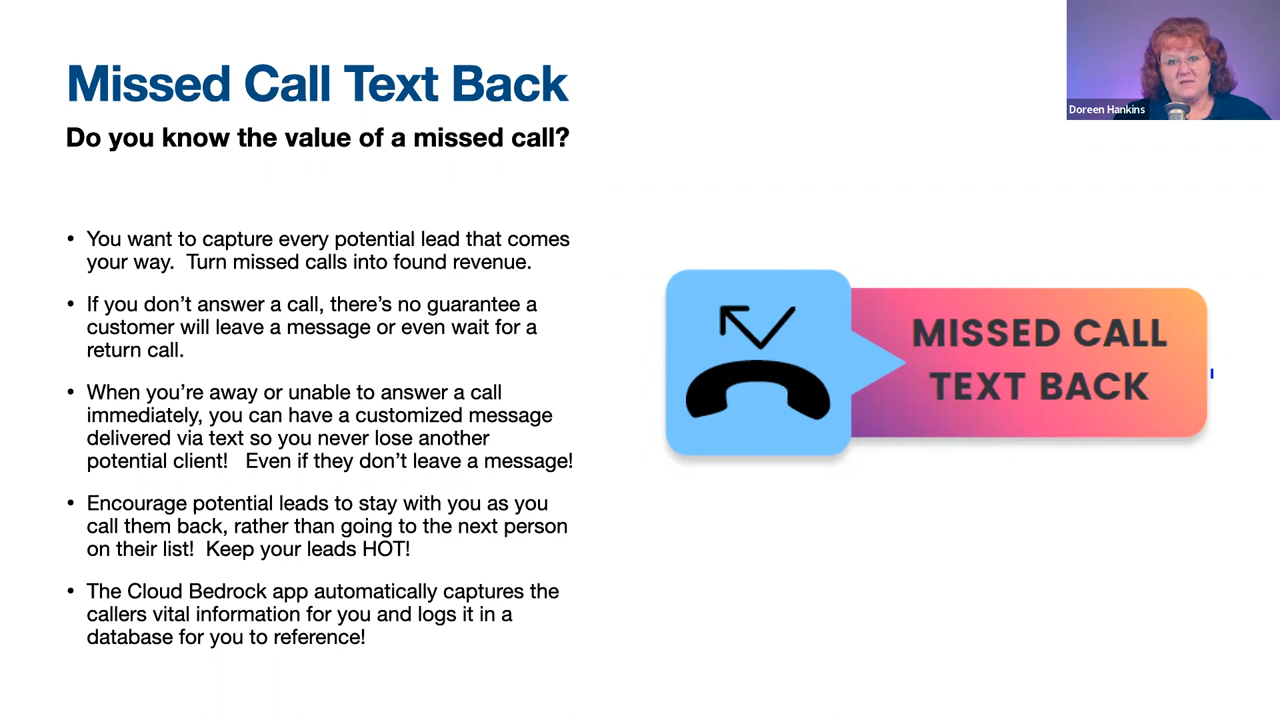 Missed Call Text Back
Do you know the value of a missed call?
• You want to capture every potential lead that comes
your way.  Turn missed calls into found revenue.
• If you don’t answer a call, there’s no guarantee a
customer will leave a message or even wait for a
return call.
• When you’re away or unable to answer a call
immediately, you can have a customized message
delivered via text so you never lose another
potential client!   Even if they don’t leave a message!
• Encourage potential leads to stay with you as you
call them back, rather than going to the next person
on their list!  Keep your leads HOT!
• The Cloud Bedrock app automatically captures the
callers vital information for you and logs it in a
database for you to reference!
MISSED CALL
TEXT BACK
Doreen Hankins